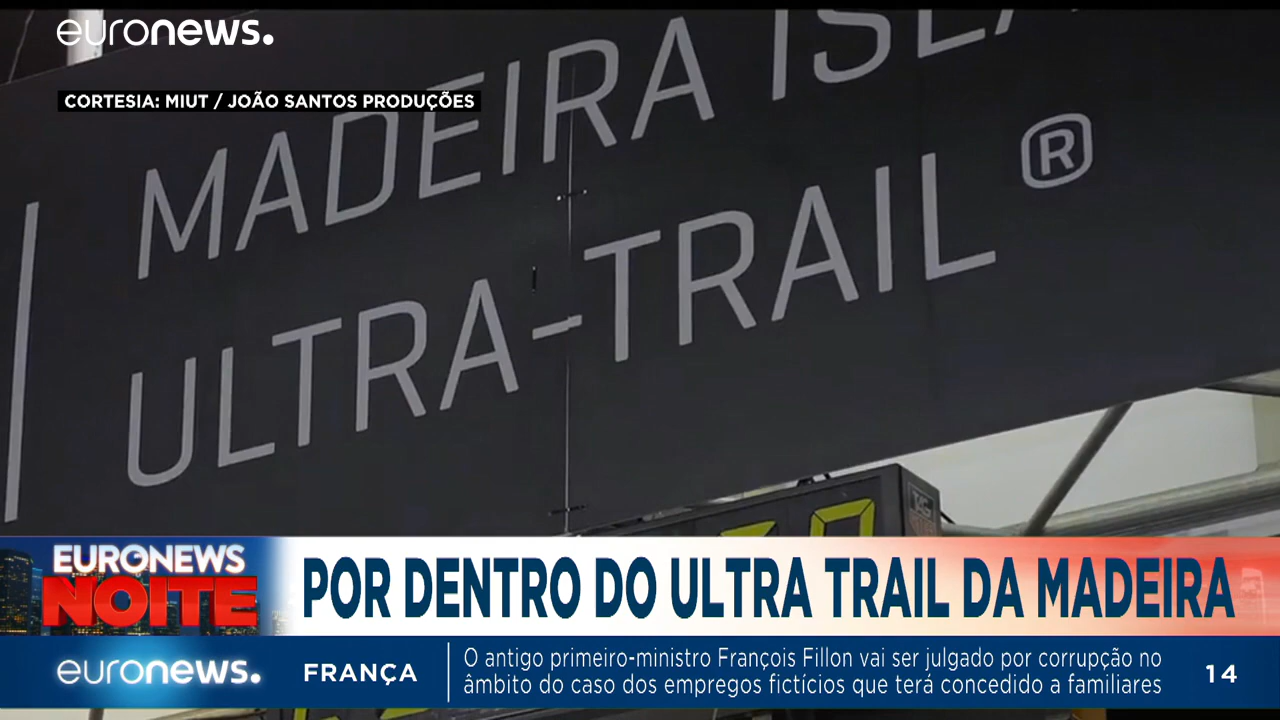 euronews.
CORTESIA: MIUT / JOÃO SANTOS PRODUÇÕES
MADEIRA
ULTRA-TRAIL®
TAG
EURONEWS
NOITE
POR DENTRO DO ULTRA TRAIL DA MADEIRA
euronews.
FRANÇA
O antigo primeiro-ministro François Fillon vai ser julgado por corrupção no
âmbito do caso dos empregos fictícios que terá concedido a familiares
14